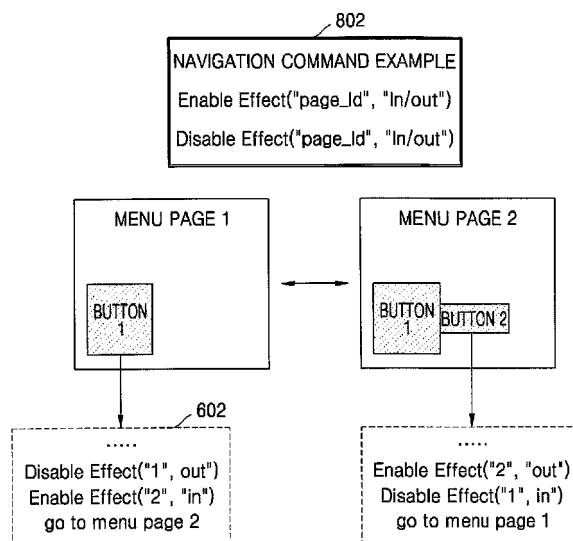 802
NAVIGATION COMMAND EXAMPLE
Enable Effect("page_Id", "In/out")
Disable Effect("page_Id", "In/out")
MENU PAGE 1
BUTTON
1
MENU PAGE 2
BUTTON
1
BUTTON 2
602
.....
Disable Effect("1", out")
Enable Effect("2", "in")
go to menu page 2
.....
Enable Effect("2", "out")
Disable Effect("1", in")
go to menu page 1